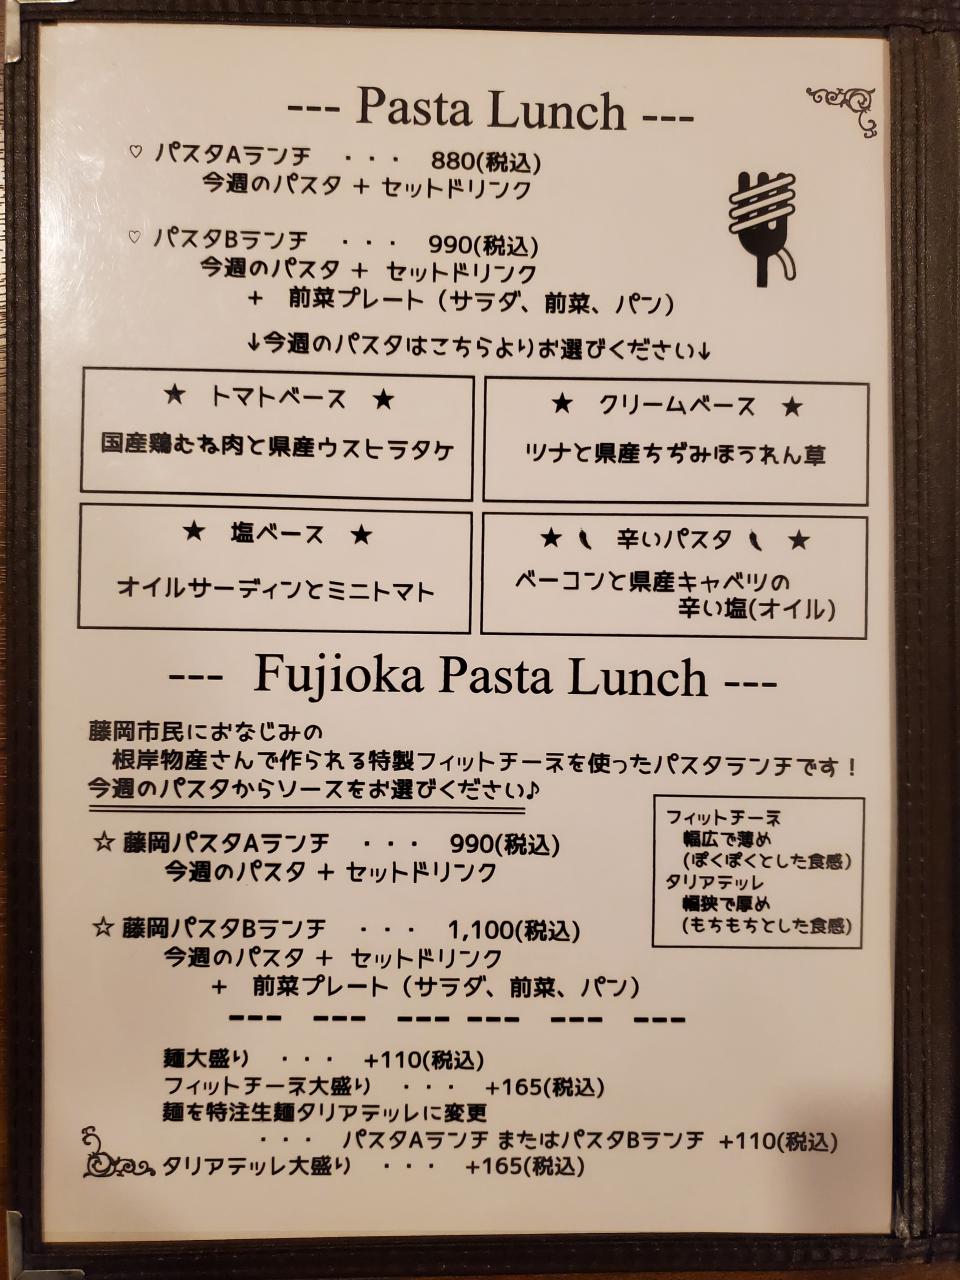 --- Pasta Lunch ---
♡ パスタAランチ ・・・ 880(税込)
今週のパスタ + セットドリンク
♡ パスタBランチ ・・・ 990(税込)
今週のパスタ + セットドリンク
+ 前菜プレート（サラダ、前菜、パン）
↓今週のパスタはこちらよりお選びください↓
★ トマトベース ★
国産鶏むね肉と県産ウスヒラタケ
★ クリームベース ★
ツナと県産ちぢみほうれん草
★ 塩ベース ★
オイルサーディンとミニトマト
★ 辛いパスタ ★
ベーコンと県産キャベツの
辛い塩(オイル)
--- Fujioka Pasta Lunch ---
藤岡市民におなじみの
根岸物産さんで作られる特製フィットチーネを使ったパスタランチです！
今週のパスタからソースをお選びください♪
☆ 藤岡パスタAランチ ・・・ 990(税込)
今週のパスタ + セットドリンク
☆ 藤岡パスタBランチ ・・・ 1,100(税込)
今週のパスタ + セットドリンク
+ 前菜プレート（サラダ、前菜、パン）
フィットチーネ
幅広で薄め
(ぽくぽくとした食感)
タリアテッレ
幅狭で厚め
(もちもちとした食感)
--- --- --- --- --- ---
麺大盛り ・・・ +110(税込)
フィットチーネ大盛り ・・・ +165(税込)
麺を特注生麺タリアテッレに変更
・・・ パスタAランチ またはパスタBランチ +110(税込)
タリアテッレ大盛り ・・・ +165(税込)